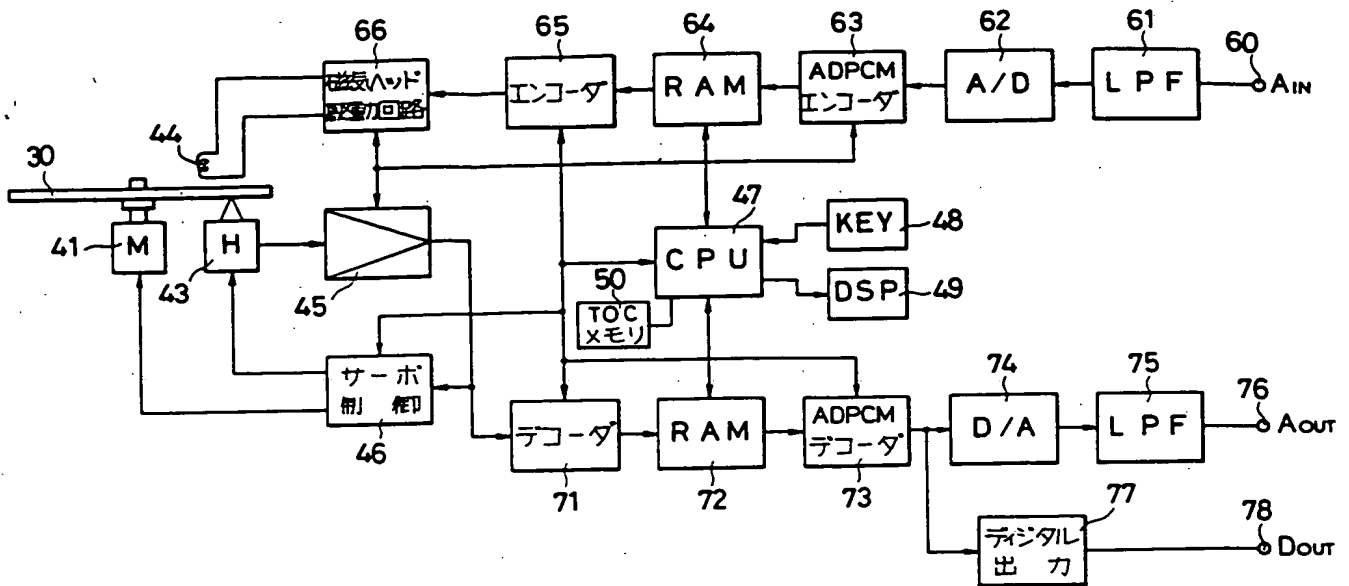 66
磁気ヘッド
駆動回路
65
エンコーダ
64
RAM
63
ADPCM
エンコーダ
62
A/D
61
LPF
60
AIN
44
30
41
M
H
43
45
47
CPU
KEY
48
DSP
49
50
TOC
メモリ
サーボ
制御
46
デコーダ
71
RAM
72
ADPCM
デコーダ
73
74
D/A
75
LPF
76
AOUT
ディジタル
出力
77
78
DOUT